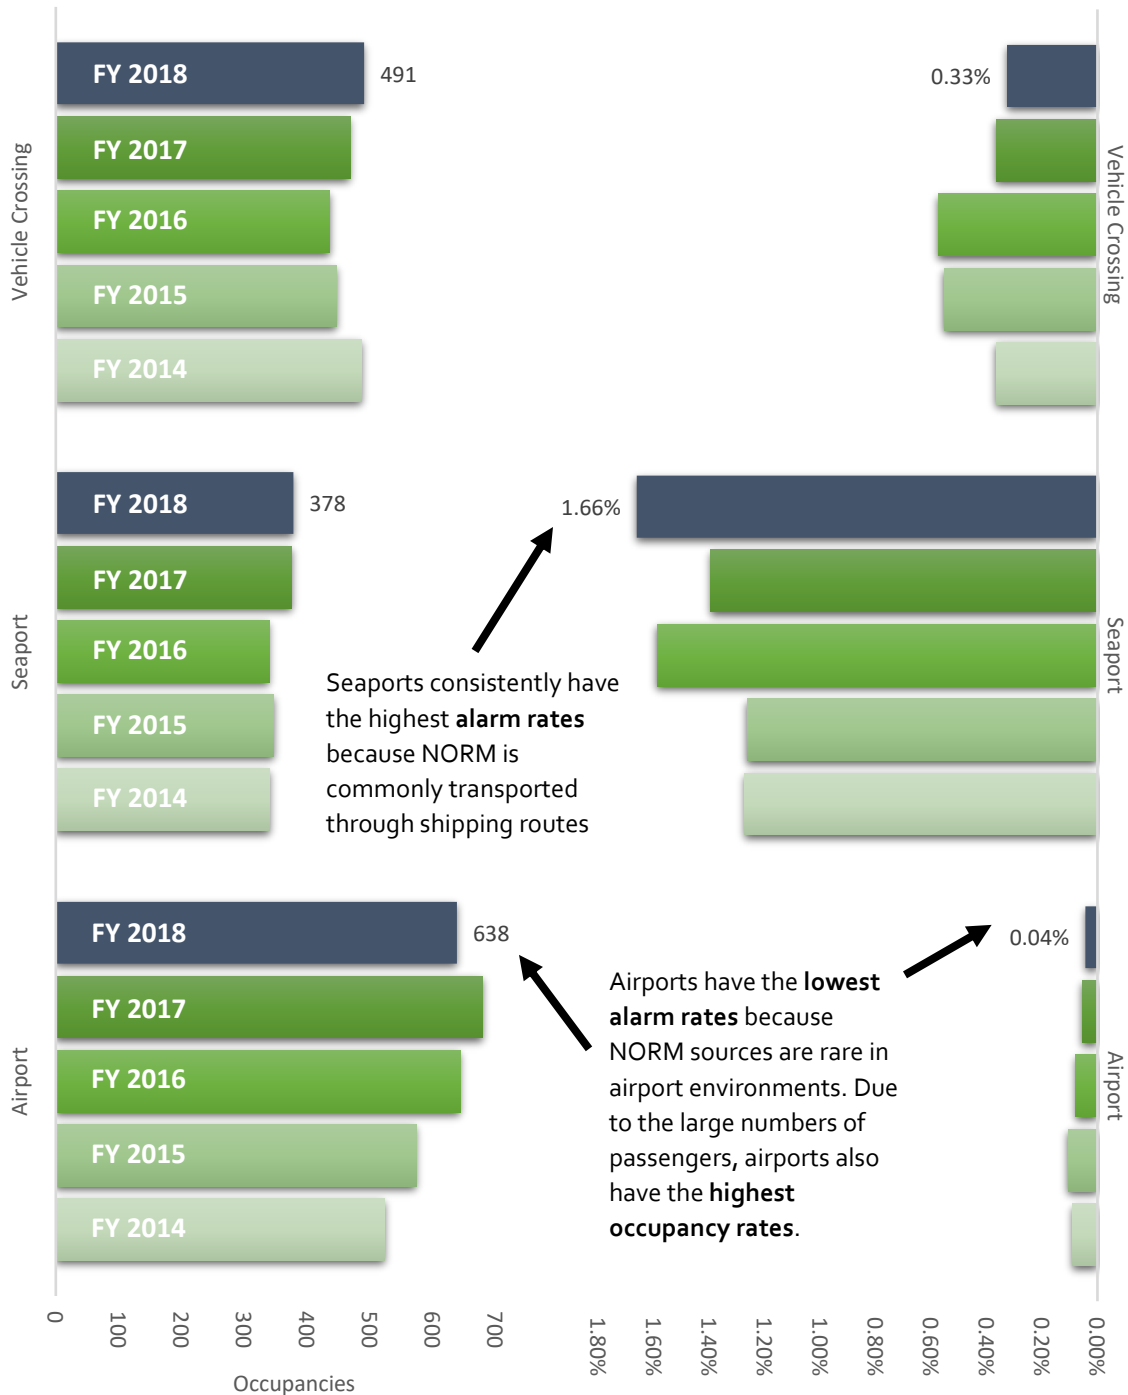 Vehicle Crossing
FY 2018
491
FY 2017
FY 2016
FY 2015
FY 2014
0.33%
Vehicle Crossing
Seaport
FY 2018
378
FY 2017
FY 2016
FY 2015
FY 2014
1.66%
Seaport
Seaports consistently have
the highest alarm rates
because NORM is
commonly transported
through shipping routes
Airport
FY 2018
638
FY 2017
FY 2016
FY 2015
FY 2014
0.04%
Airport
Airports have the lowest
alarm rates because
NORM sources are rare in
airport environments. Due
to the large numbers of
passengers, airports also
have the highest
occupancy rates.
0
100
200
300
400
500
600
700
Occupancies
1.80%
1.60%
1.40%
1.20%
1.00%
0.80%
0.60%
0.40%
0.20%
0.00%